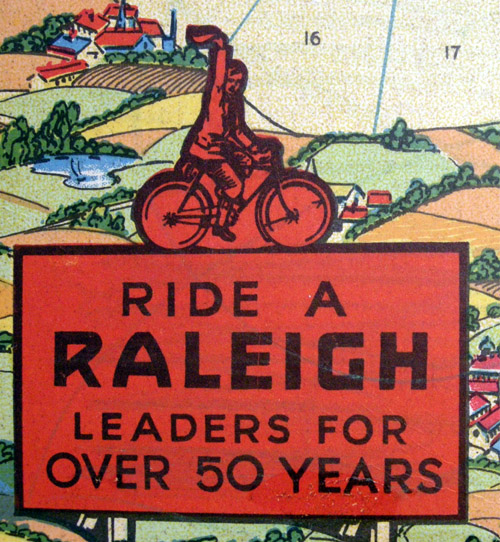 16
17
RIDE A
RALEIGH
LEADERS FOR
OVER 50 YEARS